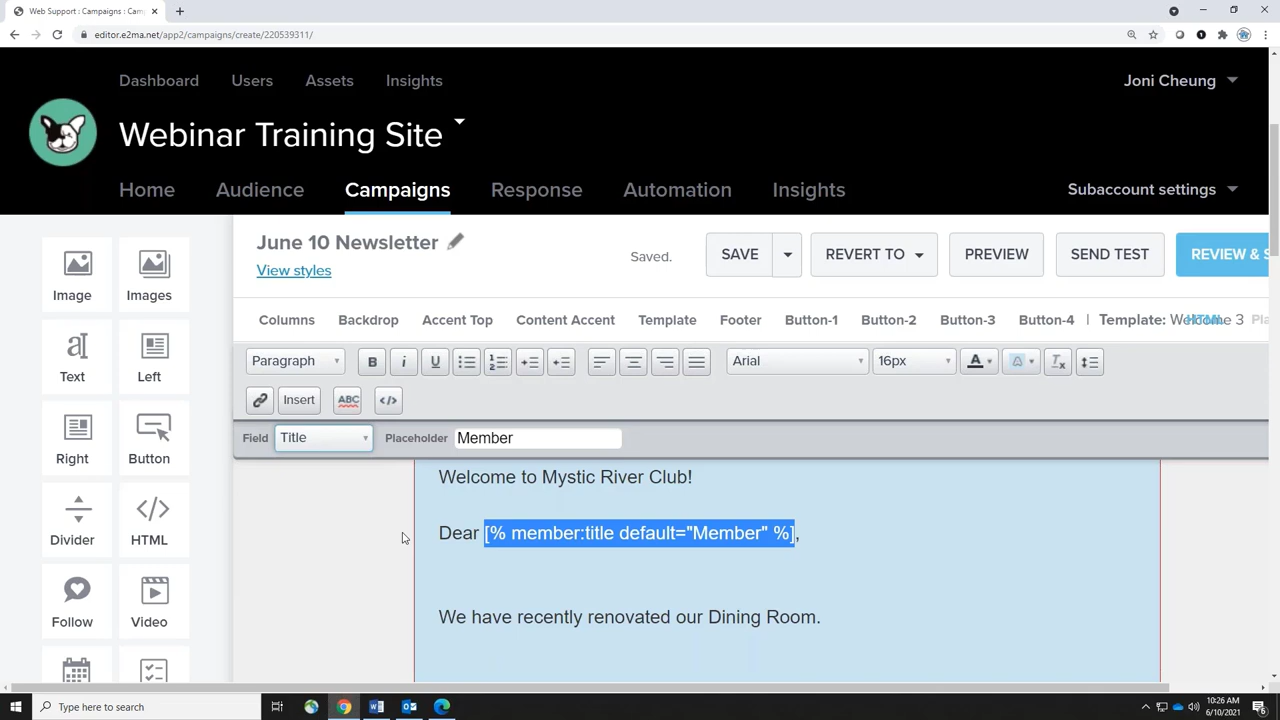 Web Support : Campaigns : Cam
editor.e2ma.net/app2/campaigns/create/220539311/
Dashboard Users Assets Insights Joni Cheung
Webinar Training Site
Home Audience Campaigns Response Automation Insights Subaccount settings
June 10 Newsletter
View styles
Saved. SAVE REVERT TO PREVIEW SEND TEST REVIEW & S
Columns Backdrop Accent Top Content Accent Template Footer Button-1 Button-2 Button-3 Button-4 | Template: Welcome 3 HTML Pla
Paragraph B i U Arial 16px A
Insert ABC </>
Field Title Placeholder Member
Image Images
Text Left
Right Button
Divider HTML
Follow Video
Welcome to Mystic River Club!
Dear [% member:title default="Member" %],
We have recently renovated our Dining Room.
Type here to search
10:26 AM
6/10/2021